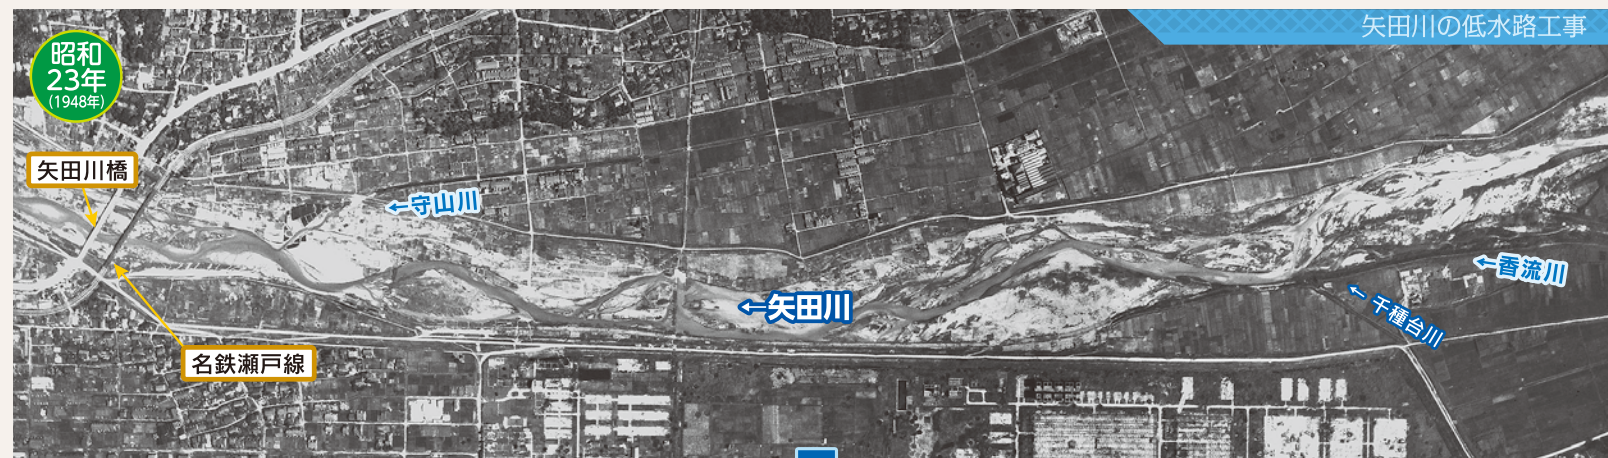 矢田川の低水路工事
昭和
23年
(1948年)
矢田川橋
←守山川
←香流川
←矢田川
←千種台川
名鉄瀬戸線